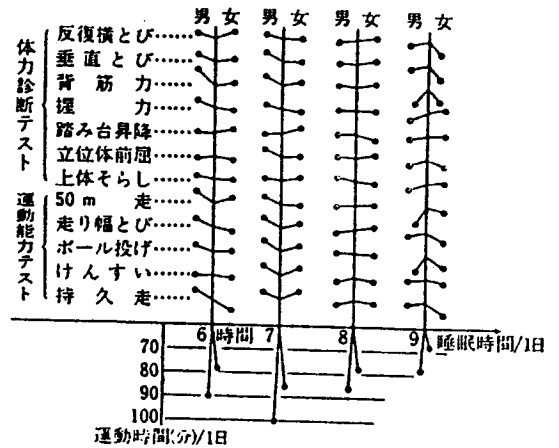 男 女 男 女 男 女 男 女
体力診断テスト
反復横とび……
垂直とび……
背筋力……
握力……
踏み台昇降……
立位体前屈……
上体そらし……
運動能力テスト
50m走……
走り幅とび……
ボール投げ……
けんすい……
持久走……
6時間 7 8 9 睡眠時間/1日
70
80
90
100
運動時間(分)/1日